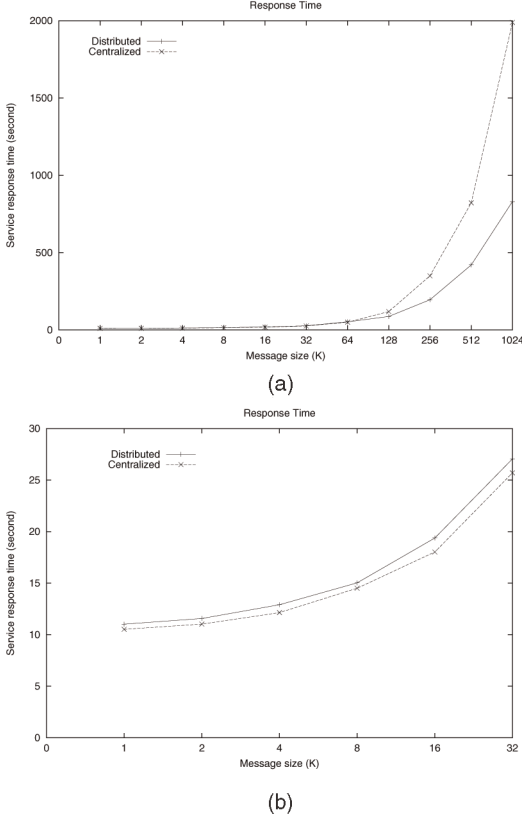 Response Time
2000
1500
1000
500
0
Service response time (second)
Distributed
Centralized
0 1 2 4 8 16 32 64 128 256 512 1024
Message size (K)
(a)
Response Time
30
25
20
15
10
5
0
Service response time (second)
Distributed
Centralized
0 1 2 4 8 16 32
Message size (K)
(b)